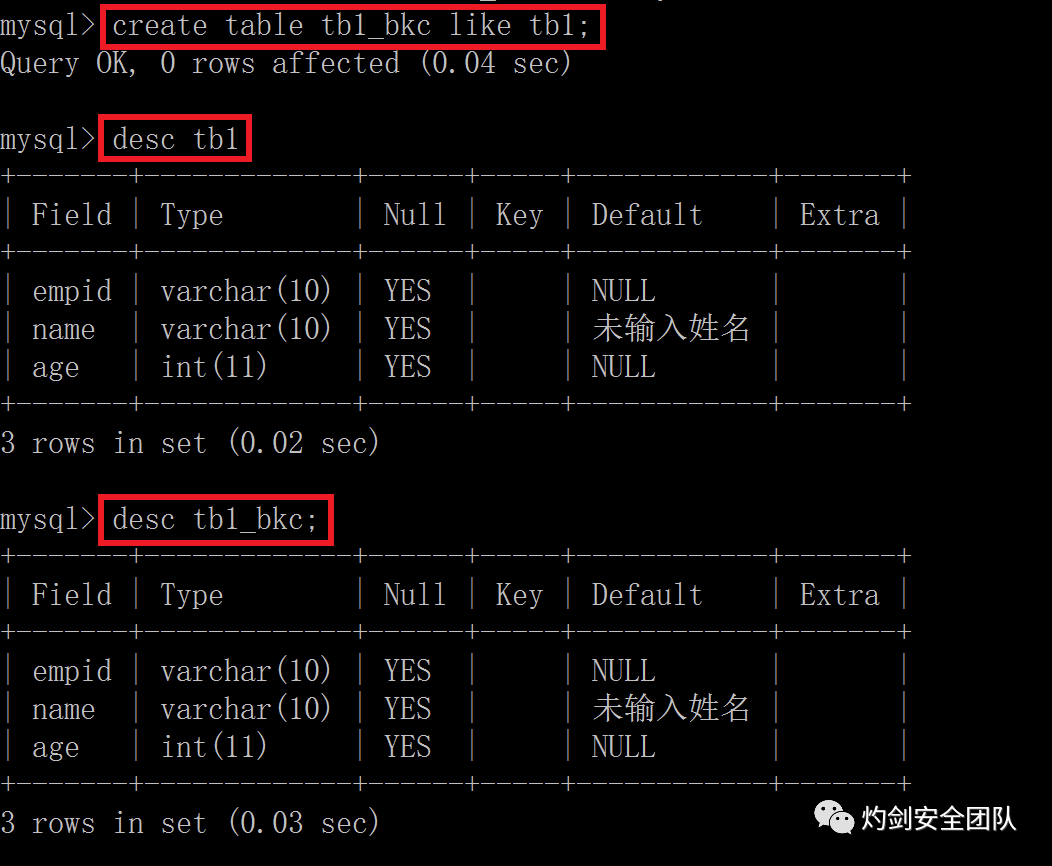 mysql> create table tb1_bkc like tb1;
Query OK, 0 rows affected (0.04 sec)
mysql> desc tb1
+-------+-------------+------+-----+------------+-------+
| Field | Type        | Null | Key | Default    | Extra |
+-------+-------------+------+-----+------------+-------+
| empid | varchar(10) | YES  |     | NULL       |       |
| name  | varchar(10) | YES  |     | 未输入姓名 |       |
| age   | int(11)     | YES  |     | NULL       |       |
+-------+-------------+------+-----+------------+-------+
3 rows in set (0.02 sec)
mysql> desc tb1_bkc;
+-------+-------------+------+-----+------------+-------+
| Field | Type        | Null | Key | Default    | Extra |
+-------+-------------+------+-----+------------+-------+
| empid | varchar(10) | YES  |     | NULL       |       |
| name  | varchar(10) | YES  |     | 未输入姓名 |       |
| age   | int(11)     | YES  |     | NULL       |       |
+-------+-------------+------+-----+------------+-------+
3 rows in set (0.03 sec)
灼剑安全团队